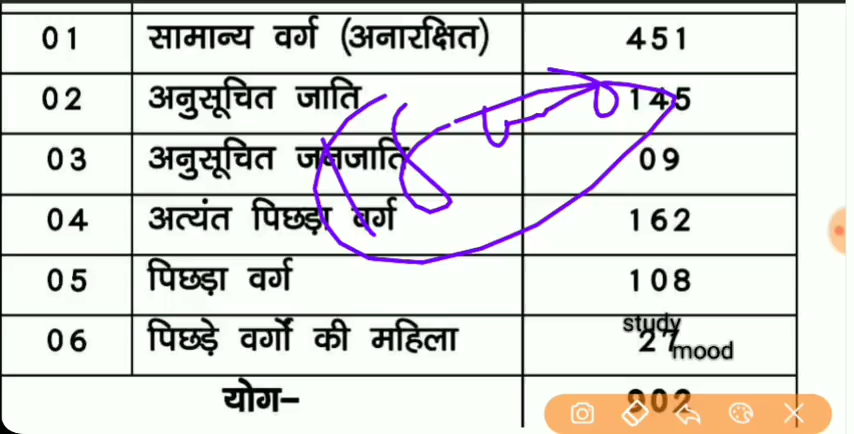 01 सामान्य वर्ग (अनारक्षित) 451
02 अनुसूचित जाति 145
03 अनुसूचित जनजाति 09
04 अत्यंत पिछड़ा वर्ग 162
05 पिछड़ा वर्ग 108
06 पिछड़े वर्गों की महिला 27
study
mood
योग– 902